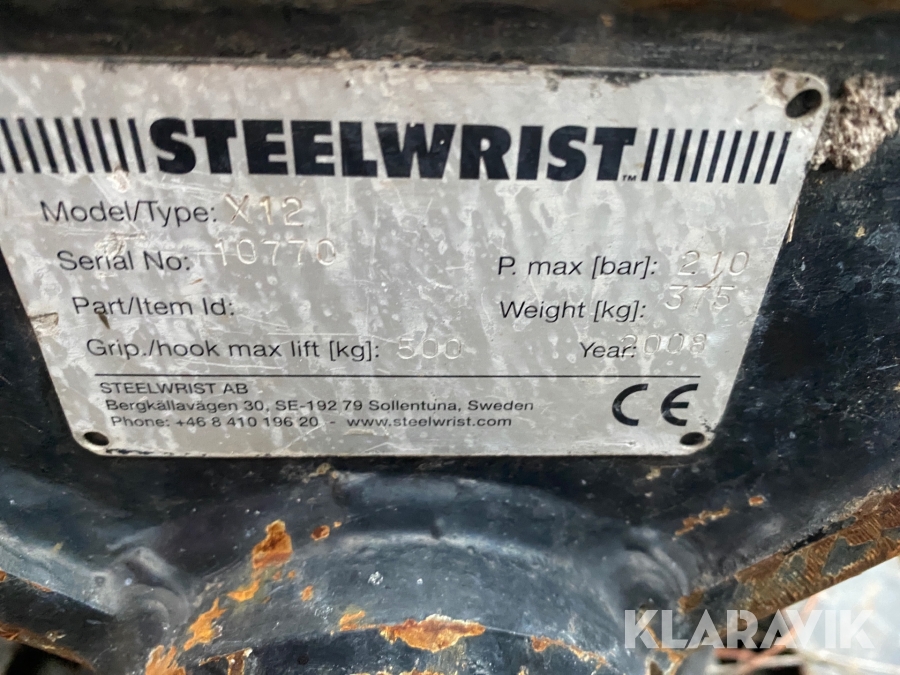 STEELWRIST™
Model/Type: X12
Serial No: 10770
P. max [bar]: 210
Part/Item Id:
Weight [kg]: 375
Grip./hook max lift [kg]: 500
Year: 2008
STEELWRIST AB
Bergkällavägen 30, SE-192 79 Sollentuna, Sweden
Phone: +46 8 410 196 20 - www.steelwrist.com
CE
KLARAVIK